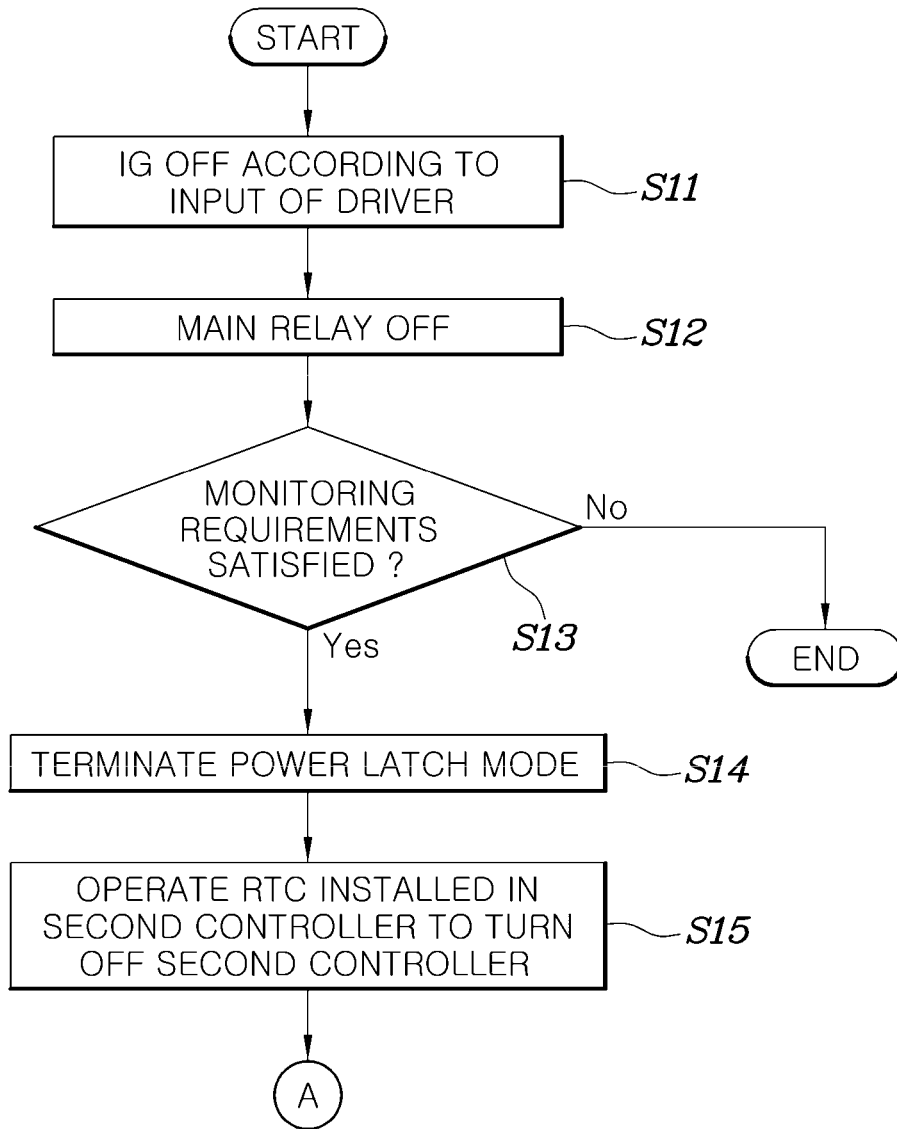 START
IG OFF ACCORDING TO
INPUT OF DRIVER
S11
MAIN RELAY OFF
S12
MONITORING
REQUIREMENTS
SATISFIED ?
No
S13
Yes
END
TERMINATE POWER LATCH MODE
S14
OPERATE RTC INSTALLED IN
SECOND CONTROLLER TO TURN
OFF SECOND CONTROLLER
S15
A